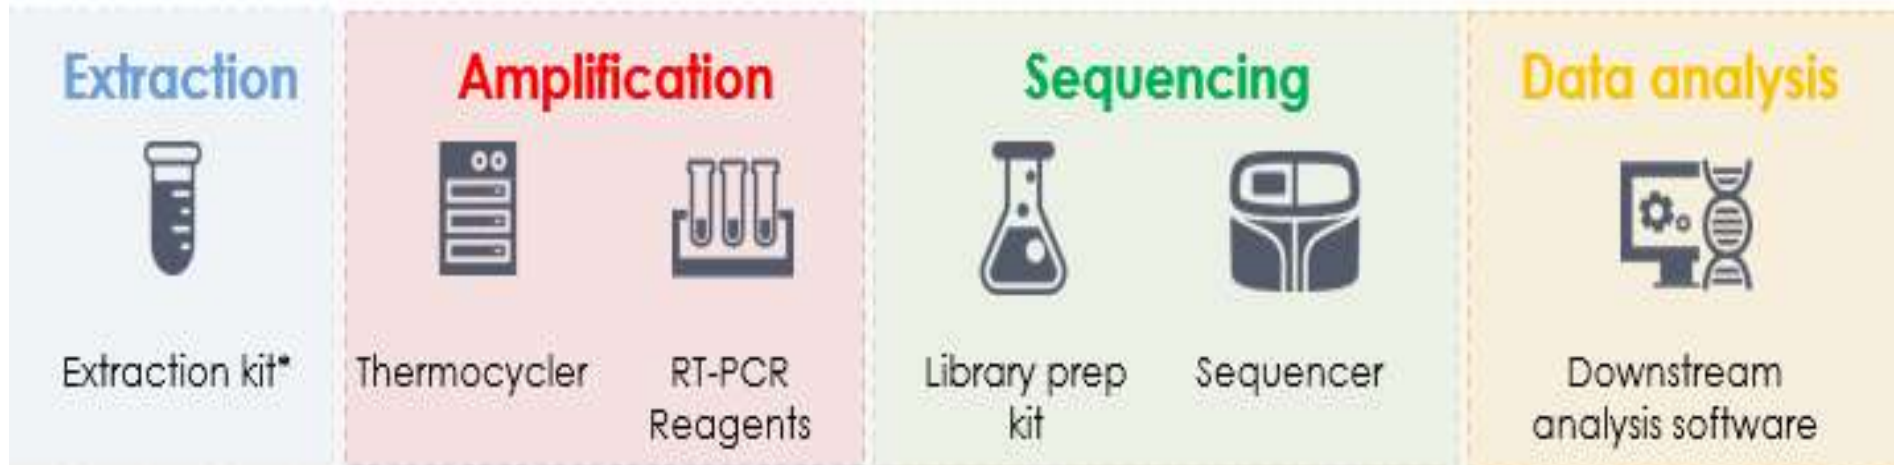 Extraction
Amplification
Sequencing
Data analysis
Extraction kit*
Thermocycler
RT-PCR
Reagents
Library prep
kit
Sequencer
Downstream
analysis software